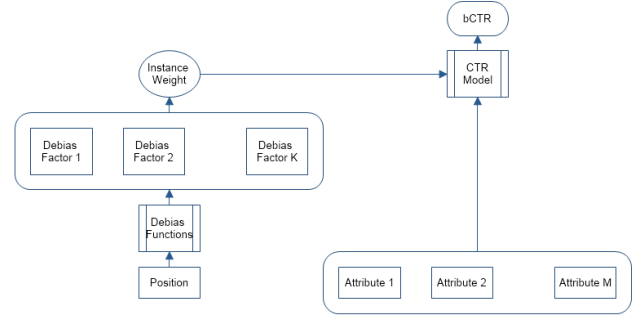 bCTR
Instance
Weight
CTR
Model
Debias
Factor 1
Debias
Factor 2
Debias
Factor K
Debias
Functions
Position
Attribute 1
Attribute 2
Attribute M